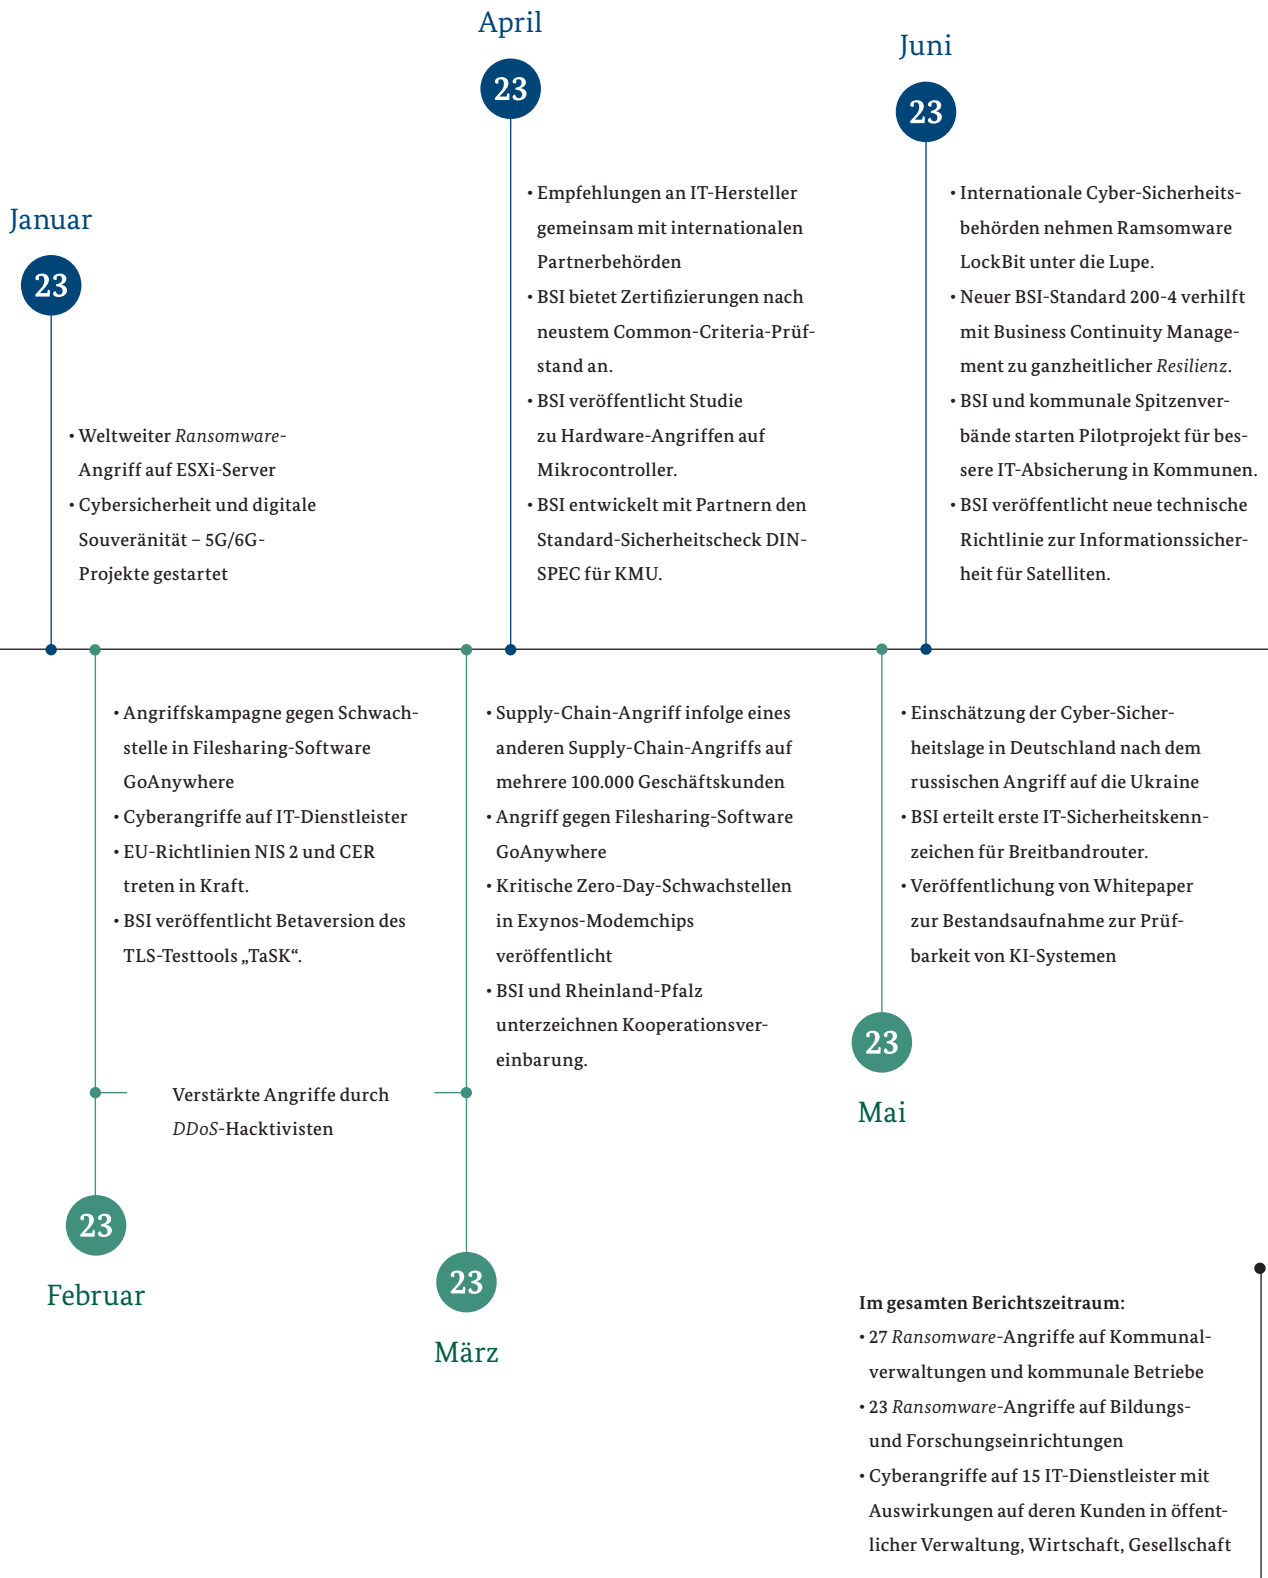 Januar
23
• Weltweiter Ransomware-
Angriff auf ESXi-Server
• Cybersicherheit und digitale
Souveränität – 5G/6G-
Projekte gestartet
Februar
23
• Angriffskampagne gegen Schwach-
stelle in Filesharing-Software
GoAnywhere
• Cyberangriffe auf IT-Dienstleister
• EU-Richtlinien NIS 2 und CER
treten in Kraft.
• BSI veröffentlicht Betaversion des
TLS-Testtools „TaSK“.
Verstärkte Angriffe durch
DDoS-Hacktivisten
März
23
• Supply-Chain-Angriff infolge eines
anderen Supply-Chain-Angriffs auf
mehrere 100.000 Geschäftskunden
• Angriff gegen Filesharing-Software
GoAnywhere
• Kritische Zero-Day-Schwachstellen
in Exynos-Modemchips
veröffentlicht
• BSI und Rheinland-Pfalz
unterzeichnen Kooperationsver-
einbarung.
April
23
• Empfehlungen an IT-Hersteller
gemeinsam mit internationalen
Partnerbehörden
• BSI bietet Zertifizierungen nach
neustem Common-Criteria-Prüf-
stand an.
• BSI veröffentlicht Studie
zu Hardware-Angriffen auf
Mikrocontroller.
• BSI entwickelt mit Partnern den
Standard-Sicherheitscheck DIN-
SPEC für KMU.
Mai
23
• Einschätzung der Cyber-Sicher-
heitslage in Deutschland nach dem
russischen Angriff auf die Ukraine
• BSI erteilt erste IT-Sicherheitskenn-
zeichen für Breitbandrouter.
• Veröffentlichung von Whitepaper
zur Bestandsaufnahme zur Prüf-
barkeit von KI-Systemen
Juni
23
• Internationale Cyber-Sicherheits-
behörden nehmen Ramsomware
LockBit unter die Lupe.
• Neuer BSI-Standard 200-4 verhilft
mit Business Continuity Manage-
ment zu ganzheitlicher Resilienz.
• BSI und kommunale Spitzenver-
bände starten Pilotprojekt für bes-
sere IT-Absicherung in Kommunen.
• BSI veröffentlicht neue technische
Richtlinie zur Informationssicher-
heit für Satelliten.
Im gesamten Berichtszeitraum:
• 27 Ransomware-Angriffe auf Kommunal-
verwaltungen und kommunale Betriebe
• 23 Ransomware-Angriffe auf Bildungs-
und Forschungseinrichtungen
• Cyberangriffe auf 15 IT-Dienstleister mit
Auswirkungen auf deren Kunden in öffent-
licher Verwaltung, Wirtschaft, Gesellschaft